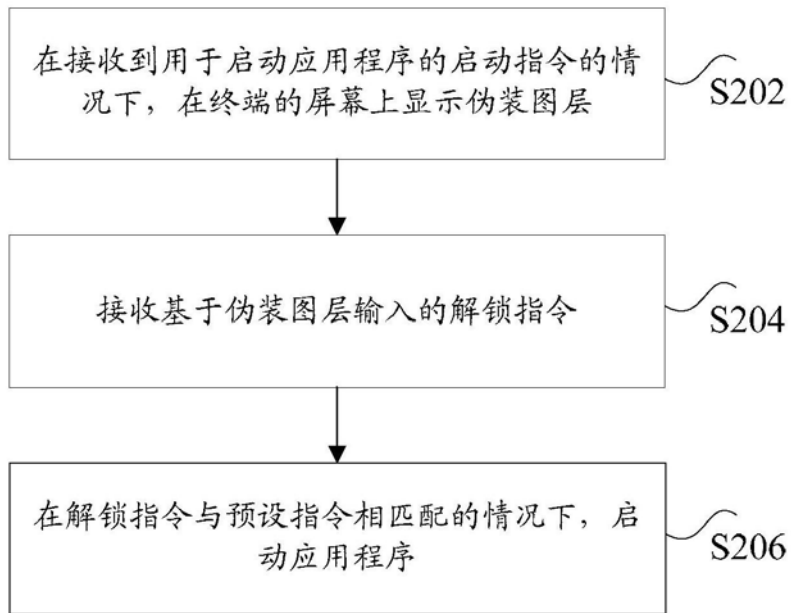 在接收到用于启动应用程序的启动指令的情
况下，在终端的屏幕上显示伪装图层
S202
接收基于伪装图层输入的解锁指令
S204
在解锁指令与预设指令相匹配的情况下，启
动应用程序
S206